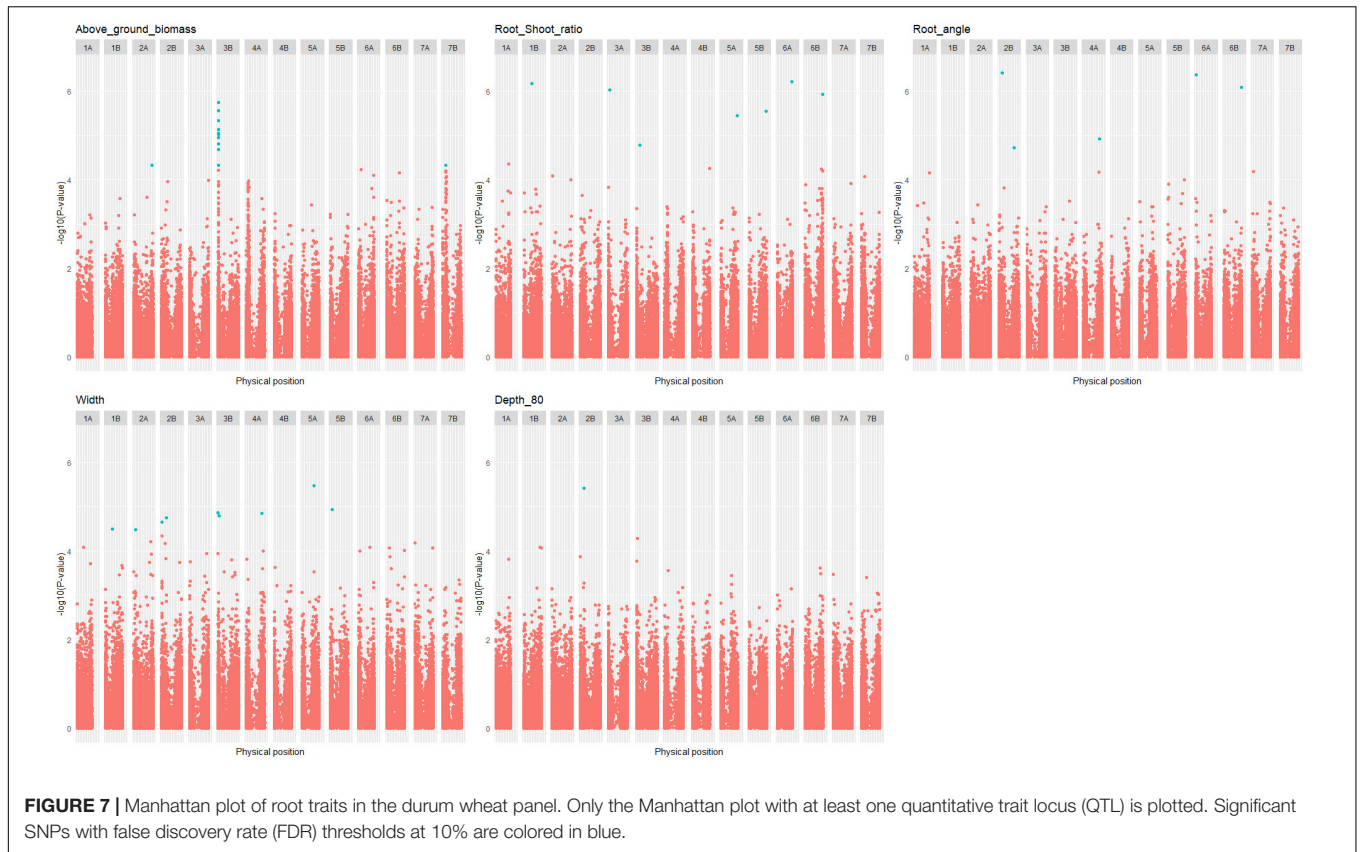 Above_ground_biomass
1A 1B 2A 2B 3A 3B 4A 4B 5A 5B 6A 6B 7A 7B
-log10(P-value)
6
4
2
0
Physical position
Root_Shoot_ratio
1A 1B 2A 2B 3A 3B 4A 4B 5A 5B 6A 6B 7A 7B
-log10(P-value)
6
4
2
0
Physical position
Root_angle
1A 1B 2A 2B 3A 3B 4A 4B 5A 5B 6A 6B 7A 7B
-log10(P-value)
6
4
2
0
Physical position
Width
1A 1B 2A 2B 3A 3B 4A 4B 5A 5B 6A 6B 7A 7B
-log10(P-value)
6
4
2
0
Physical position
Depth_80
1A 1B 2A 2B 3A 3B 4A 4B 5A 5B 6A 6B 7A 7B
-log10(P-value)
6
4
2
0
Physical position
FIGURE 7 | Manhattan plot of root traits in the durum wheat panel. Only the Manhattan plot with at least one quantitative trait locus (QTL) is plotted. Significant
SNPs with false discovery rate (FDR) thresholds at 10% are colored in blue.